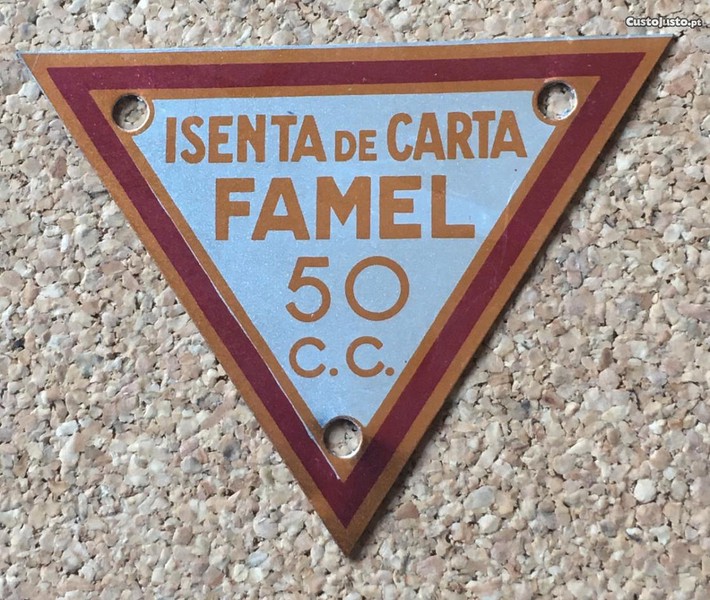 CustoJusto.pt
ISENTA DE CARTA
FAMEL
50
C.C.